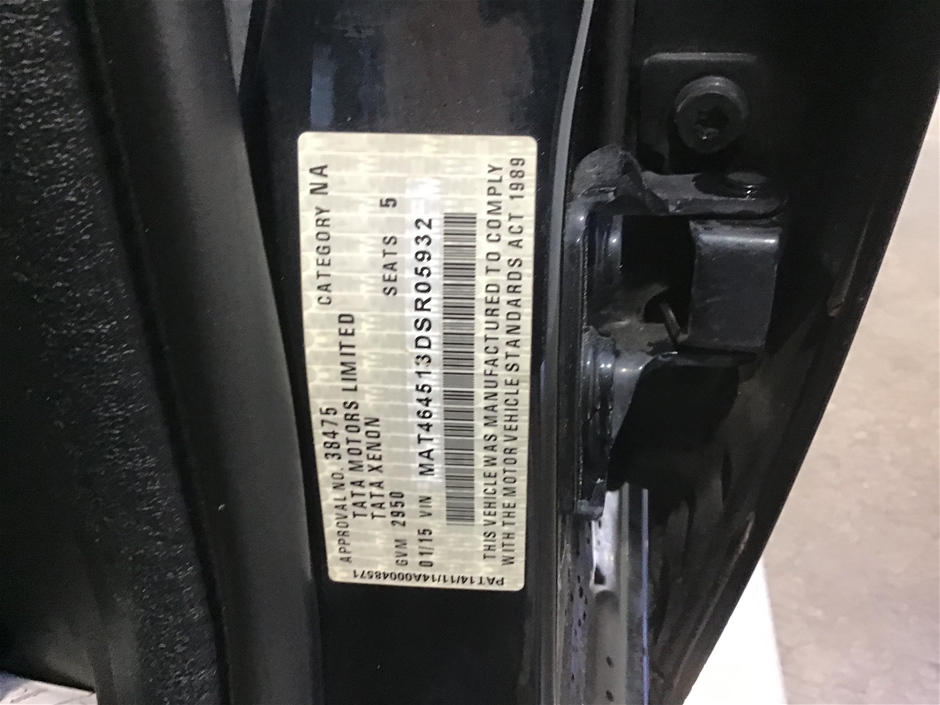 APPROVAL NO. 38475 CATEGORY NA
TATA MOTORS LIMITED
TATA XENON SEATS 5
GVM 2950
01/15 VIN MAT464513DSR05932
THIS VEHICLE WAS MANUFACTURED TO COMPLY
WITH THE MOTOR VEHICLE STANDARDS ACT 1989
PAT14/11/14A00048571